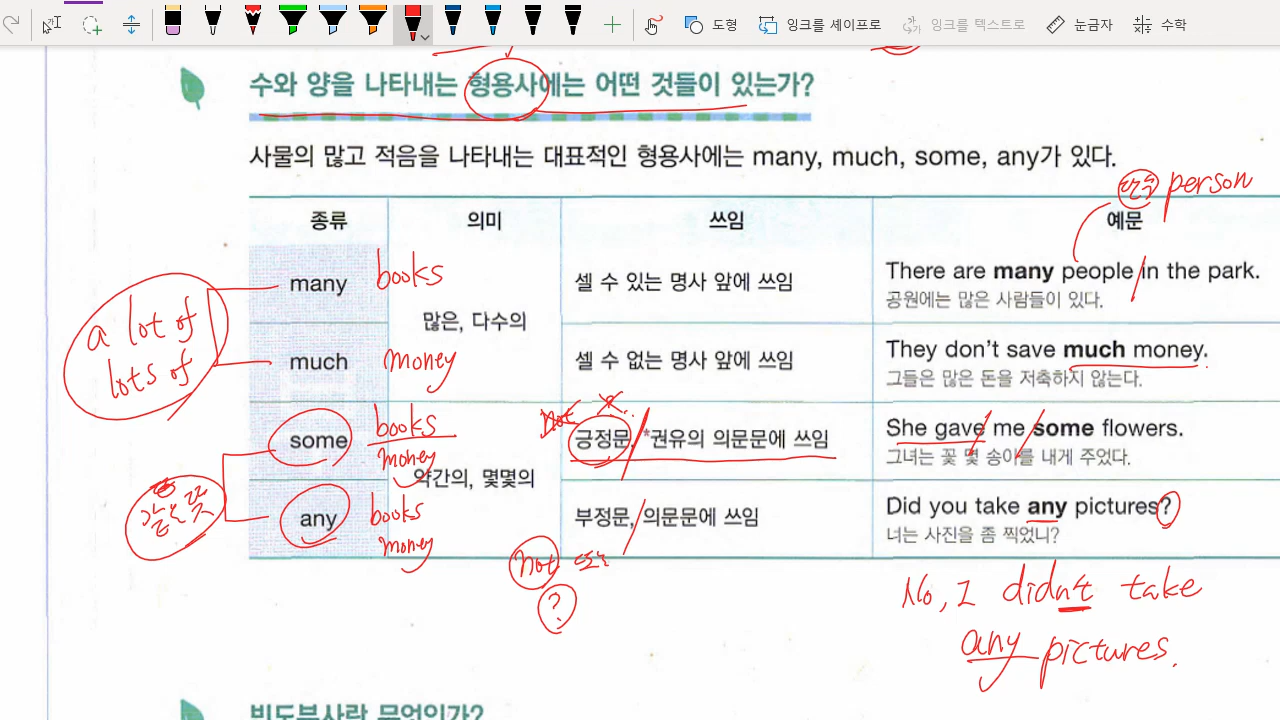 도형 잉크를 셰이프로 잉크를 텍스트로 눈금자 수학
수와 양을 나타내는 형용사에는 어떤 것들이 있는가?
사물의 많고 적음을 나타내는 대표적인 형용사에는 many, much, some, any가 있다.
단수 person
종류 의미 쓰임 예문
many books
많은, 다수의
셀 수 있는 명사 앞에 쓰임
There are many people in the park.
공원에는 많은 사람들이 있다.
a lot of
lots of
much money
셀 수 없는 명사 앞에 쓰임
They don't save much money.
그들은 많은 돈을 저축하지 않는다.
some books
money
약간의, 몇몇의
not
긍정문, *권유의 의문문에 쓰임
She gave me some flowers.
그녀는 꽃 몇 송이를 내게 주었다.
같은 뜻
any books
money
부정문, 의문문에 쓰임
Did you take any pictures?
너는 사진을 좀 찍었니?
not 또는
?
No, I didn't take
any pictures.
빈도부사란 무엇인가?